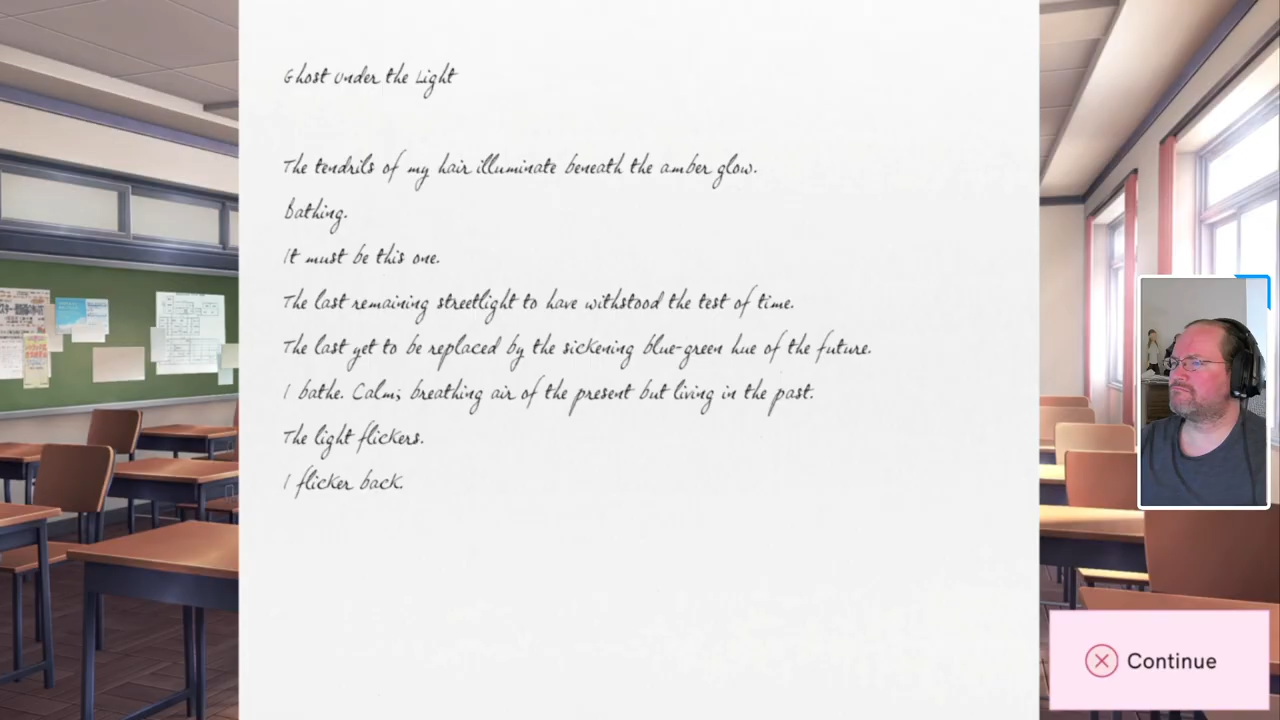 Ghost Under the Light
The tendrils of my hair illuminate beneath the amber glow.
Bathing.
It must be this one.
The last remaining streetlight to have withstood the test of time.
The last yet to be replaced by the sickening blue-green hue of the future.
I bathe. Calm; breathing air of the present but living in the past.
The light flickers.
I flicker back.
Continue